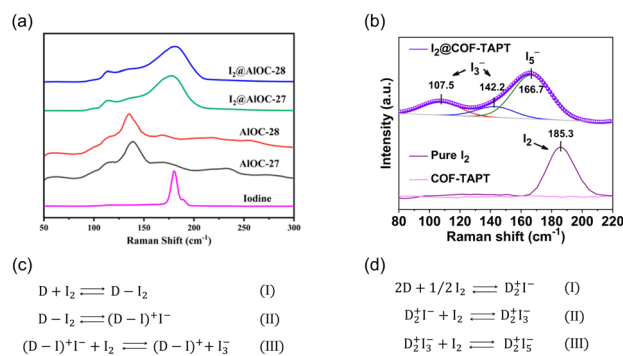 (a)
I₂@AlOC-28
I₂@AlOC-27
AlOC-28
AlOC-27
Iodine
50 100 150 200 250 300
Raman Shift (cm⁻¹)
(b)
I₂@COF-TAPT
I₅⁻
I₃⁻
107.5
142.2
166.7
185.3
I₂
Pure I₂
COF-TAPT
Intensity (a.u.)
80 100 120 140 160 180 200 220
Raman shift (cm⁻¹)
(c)
D + I₂ ⇌ D − I₂ (I)
D − I₂ ⇌ (D − I)⁺I⁻ (II)
(D − I)⁺I⁻ + I₂ ⇌ (D − I)⁺ + I₃⁻ (III)
(d)
2D + 1/2 I₂ ⇌ D₂⁺I⁻ (I)
D₂⁺I⁻ + I₂ ⇌ D₂⁺I₃⁻ (II)
D₂⁺I₃⁻ + I₂ ⇌ D₂⁺I₅⁻ (III)